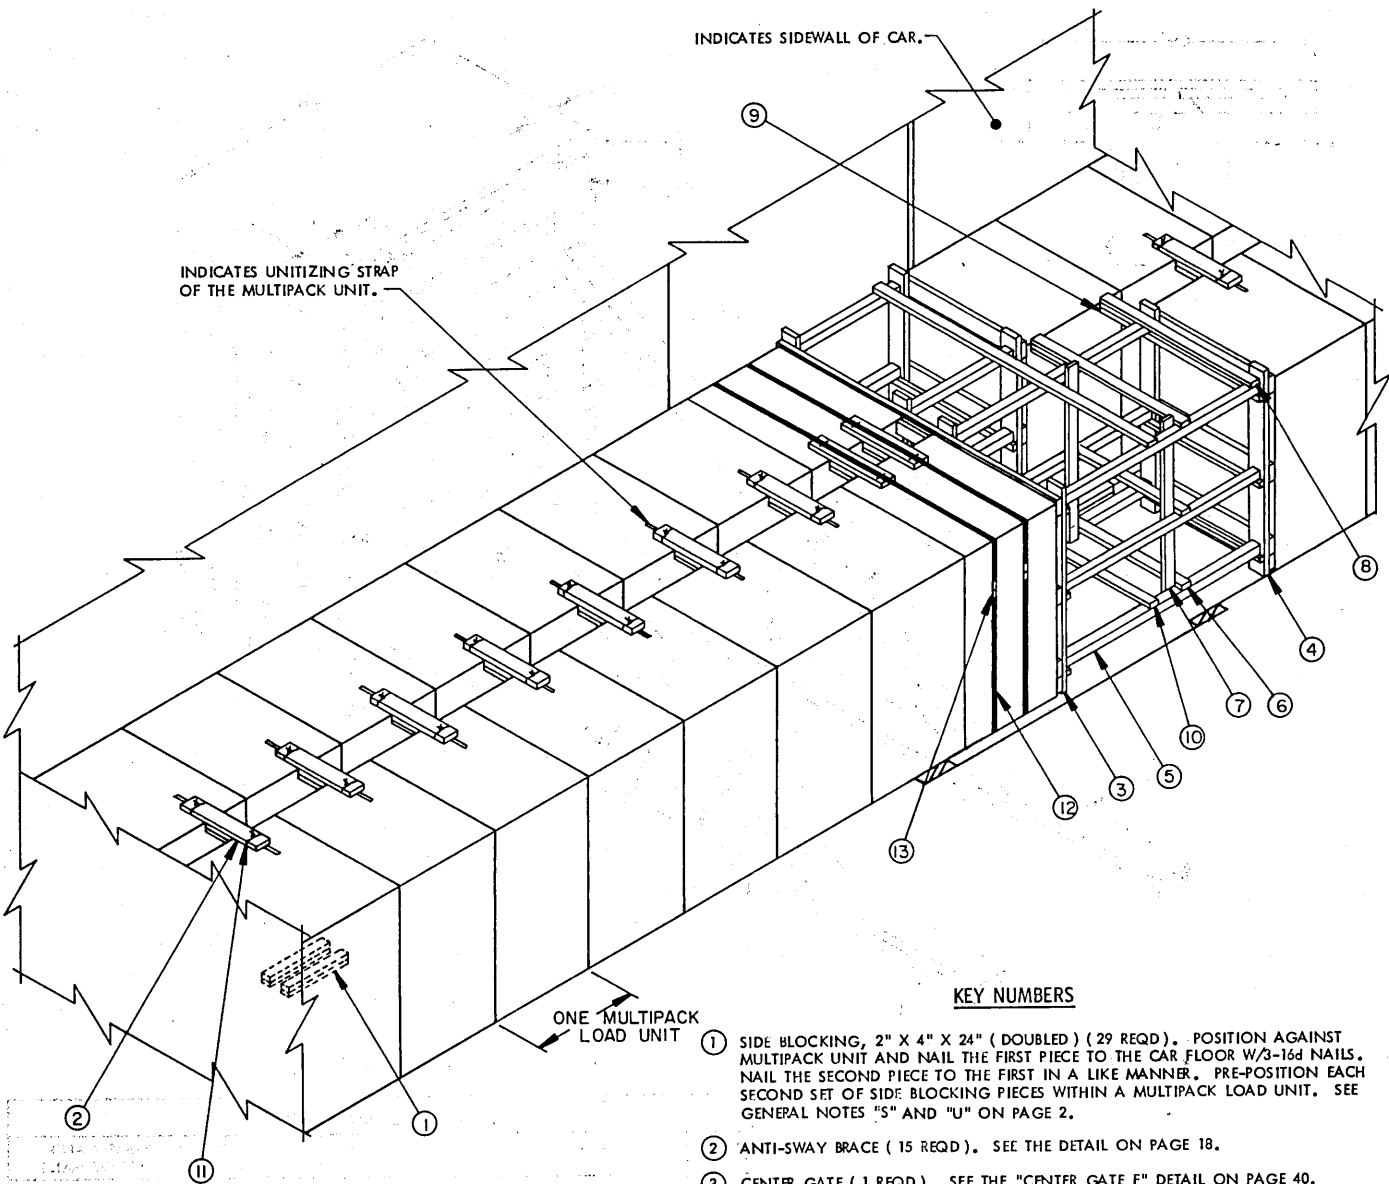 INDICATES SIDEWALL OF CAR.
9
INDICATES UNITIZING STRAP
OF THE MULTIPACK UNIT.
8
4
6
7
10
5
3
12
13
ONE MULTIPACK
LOAD UNIT
2
11
1
KEY NUMBERS
1 SIDE BLOCKING, 2" X 4" X 24" ( DOUBLED ) ( 29 REQD ). POSITION AGAINST
MULTIPACK UNIT AND NAIL THE FIRST PIECE TO THE CAR FLOOR W/3-16d NAILS.
NAIL THE SECOND PIECE TO THE FIRST IN A LIKE MANNER. PRE-POSITION EACH
SECOND SET OF SIDE BLOCKING PIECES WITHIN A MULTIPACK LOAD UNIT. SEE
GENERAL NOTES "S" AND "U" ON PAGE 2.
2 ANTI-SWAY BRACE ( 15 REQD ). SEE THE DETAIL ON PAGE 18.
3 CENTER GATE ( 1 REQD ). SEE THE "CENTER GATE F" DETAIL ON PAGE 40.